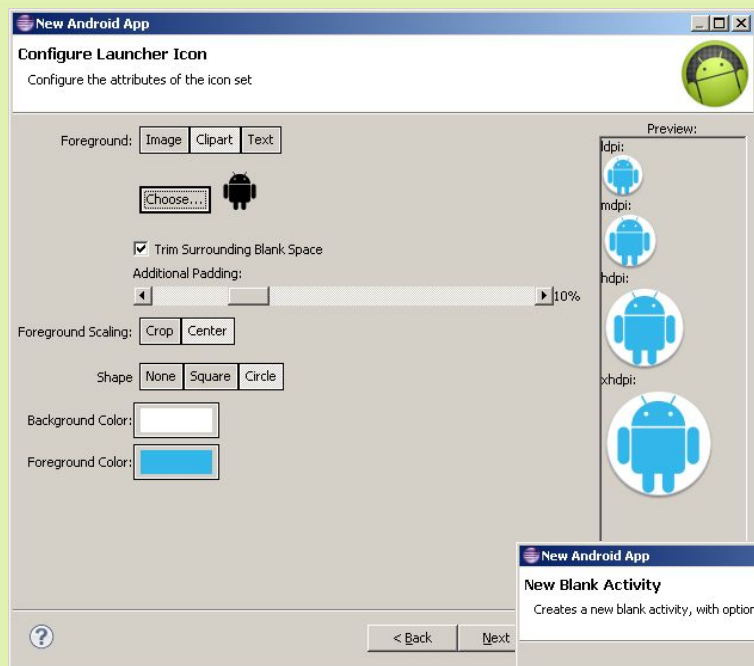 New Android App
Configure Launcher Icon
Configure the attributes of the icon set
Foreground: Image Clipart Text
Choose...
Trim Surrounding Blank Space
Additional Padding:
10%
Foreground Scaling: Crop Center
Shape None Square Circle
Background Color:
Foreground Color:
Preview:
ldpi:
mdpi:
hdpi:
xhdpi:
? < Back Next
New Android App
New Blank Activity
Creates a new blank activity, with option